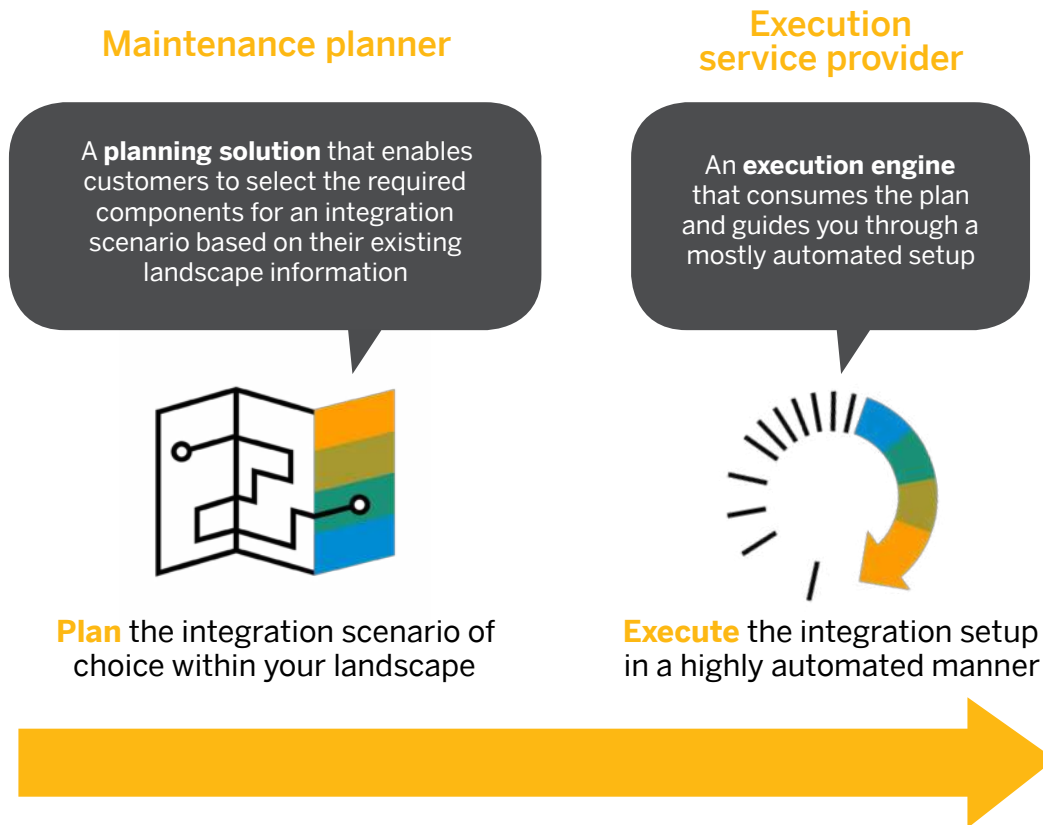 Maintenance planner
A planning solution that enables
customers to select the required
components for an integration
scenario based on their existing
landscape information
Plan the integration scenario of
choice within your landscape
Execution
service provider
An execution engine
that consumes the plan
and guides you through a
mostly automated setup
Execute the integration setup
in a highly automated manner